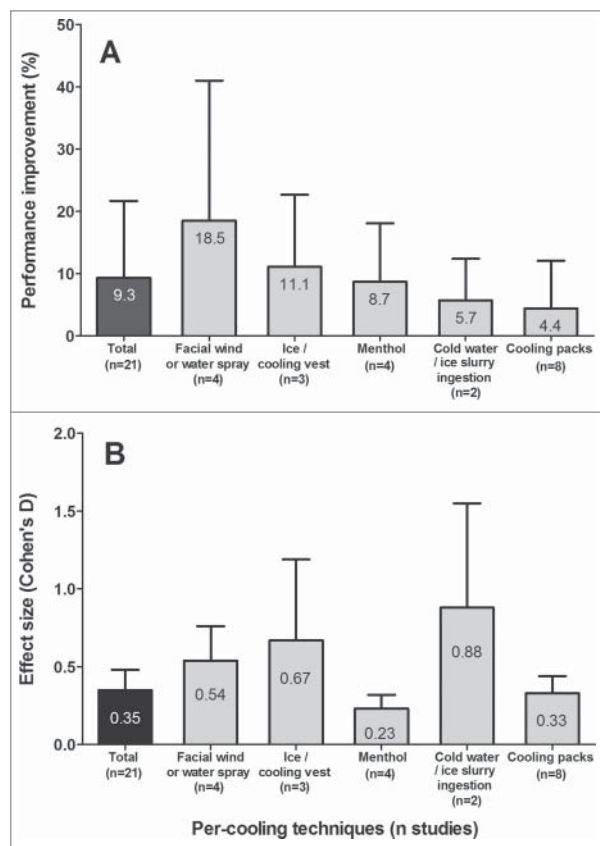 A
Performance improvement (%)
50
40
30
20
10
0
9.3
18.5
11.1
8.7
5.7
4.4
Total
(n=21)
Facial wind
or water spray
(n=4)
Ice /
cooling vest
(n=3)
Menthol
(n=4)
Cold water
/ ice slurry
ingestion
(n=2)
Cooling packs
(n=8)
B
Effect size (Cohen's D)
2.0
1.5
1.0
0.5
0.0
0.35
0.54
0.67
0.23
0.88
0.33
Total
(n=21)
Facial wind
or water spray
(n=4)
Ice /
cooling vest
(n=3)
Menthol
(n=4)
Cold water
/ ice slurry
ingestion
(n=2)
Cooling packs
(n=8)
Per-cooling techniques (n studies)